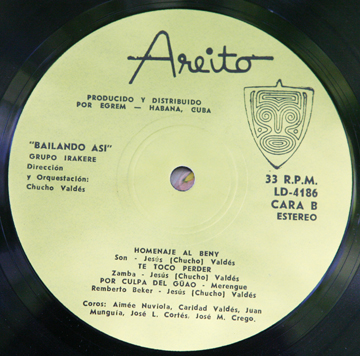 Areito
PRODUCIDO Y DISTRIBUIDO
POR EGREM — HABANA, CUBA
"BAILANDO ASI"
GRUPO IRAKERE
Dirección
y Orquestación:
Chucho Valdés
33 R.P.M.
LD-4186
CARA B
ESTEREO
HOMENAJE AL BENY
Son - Jesús (Chucho) Valdés
TE TOCO PERDER
Zamba - Jesús (Chucho) Valdés
POR CULPA DEL GÜAO - Merengue
Remberto Beker - Jesús (Chucho) Valdés
Coros: Aimée Nuviola, Caridad Valdés, Juan
Munguía, José L. Cortés. José M. Crego.